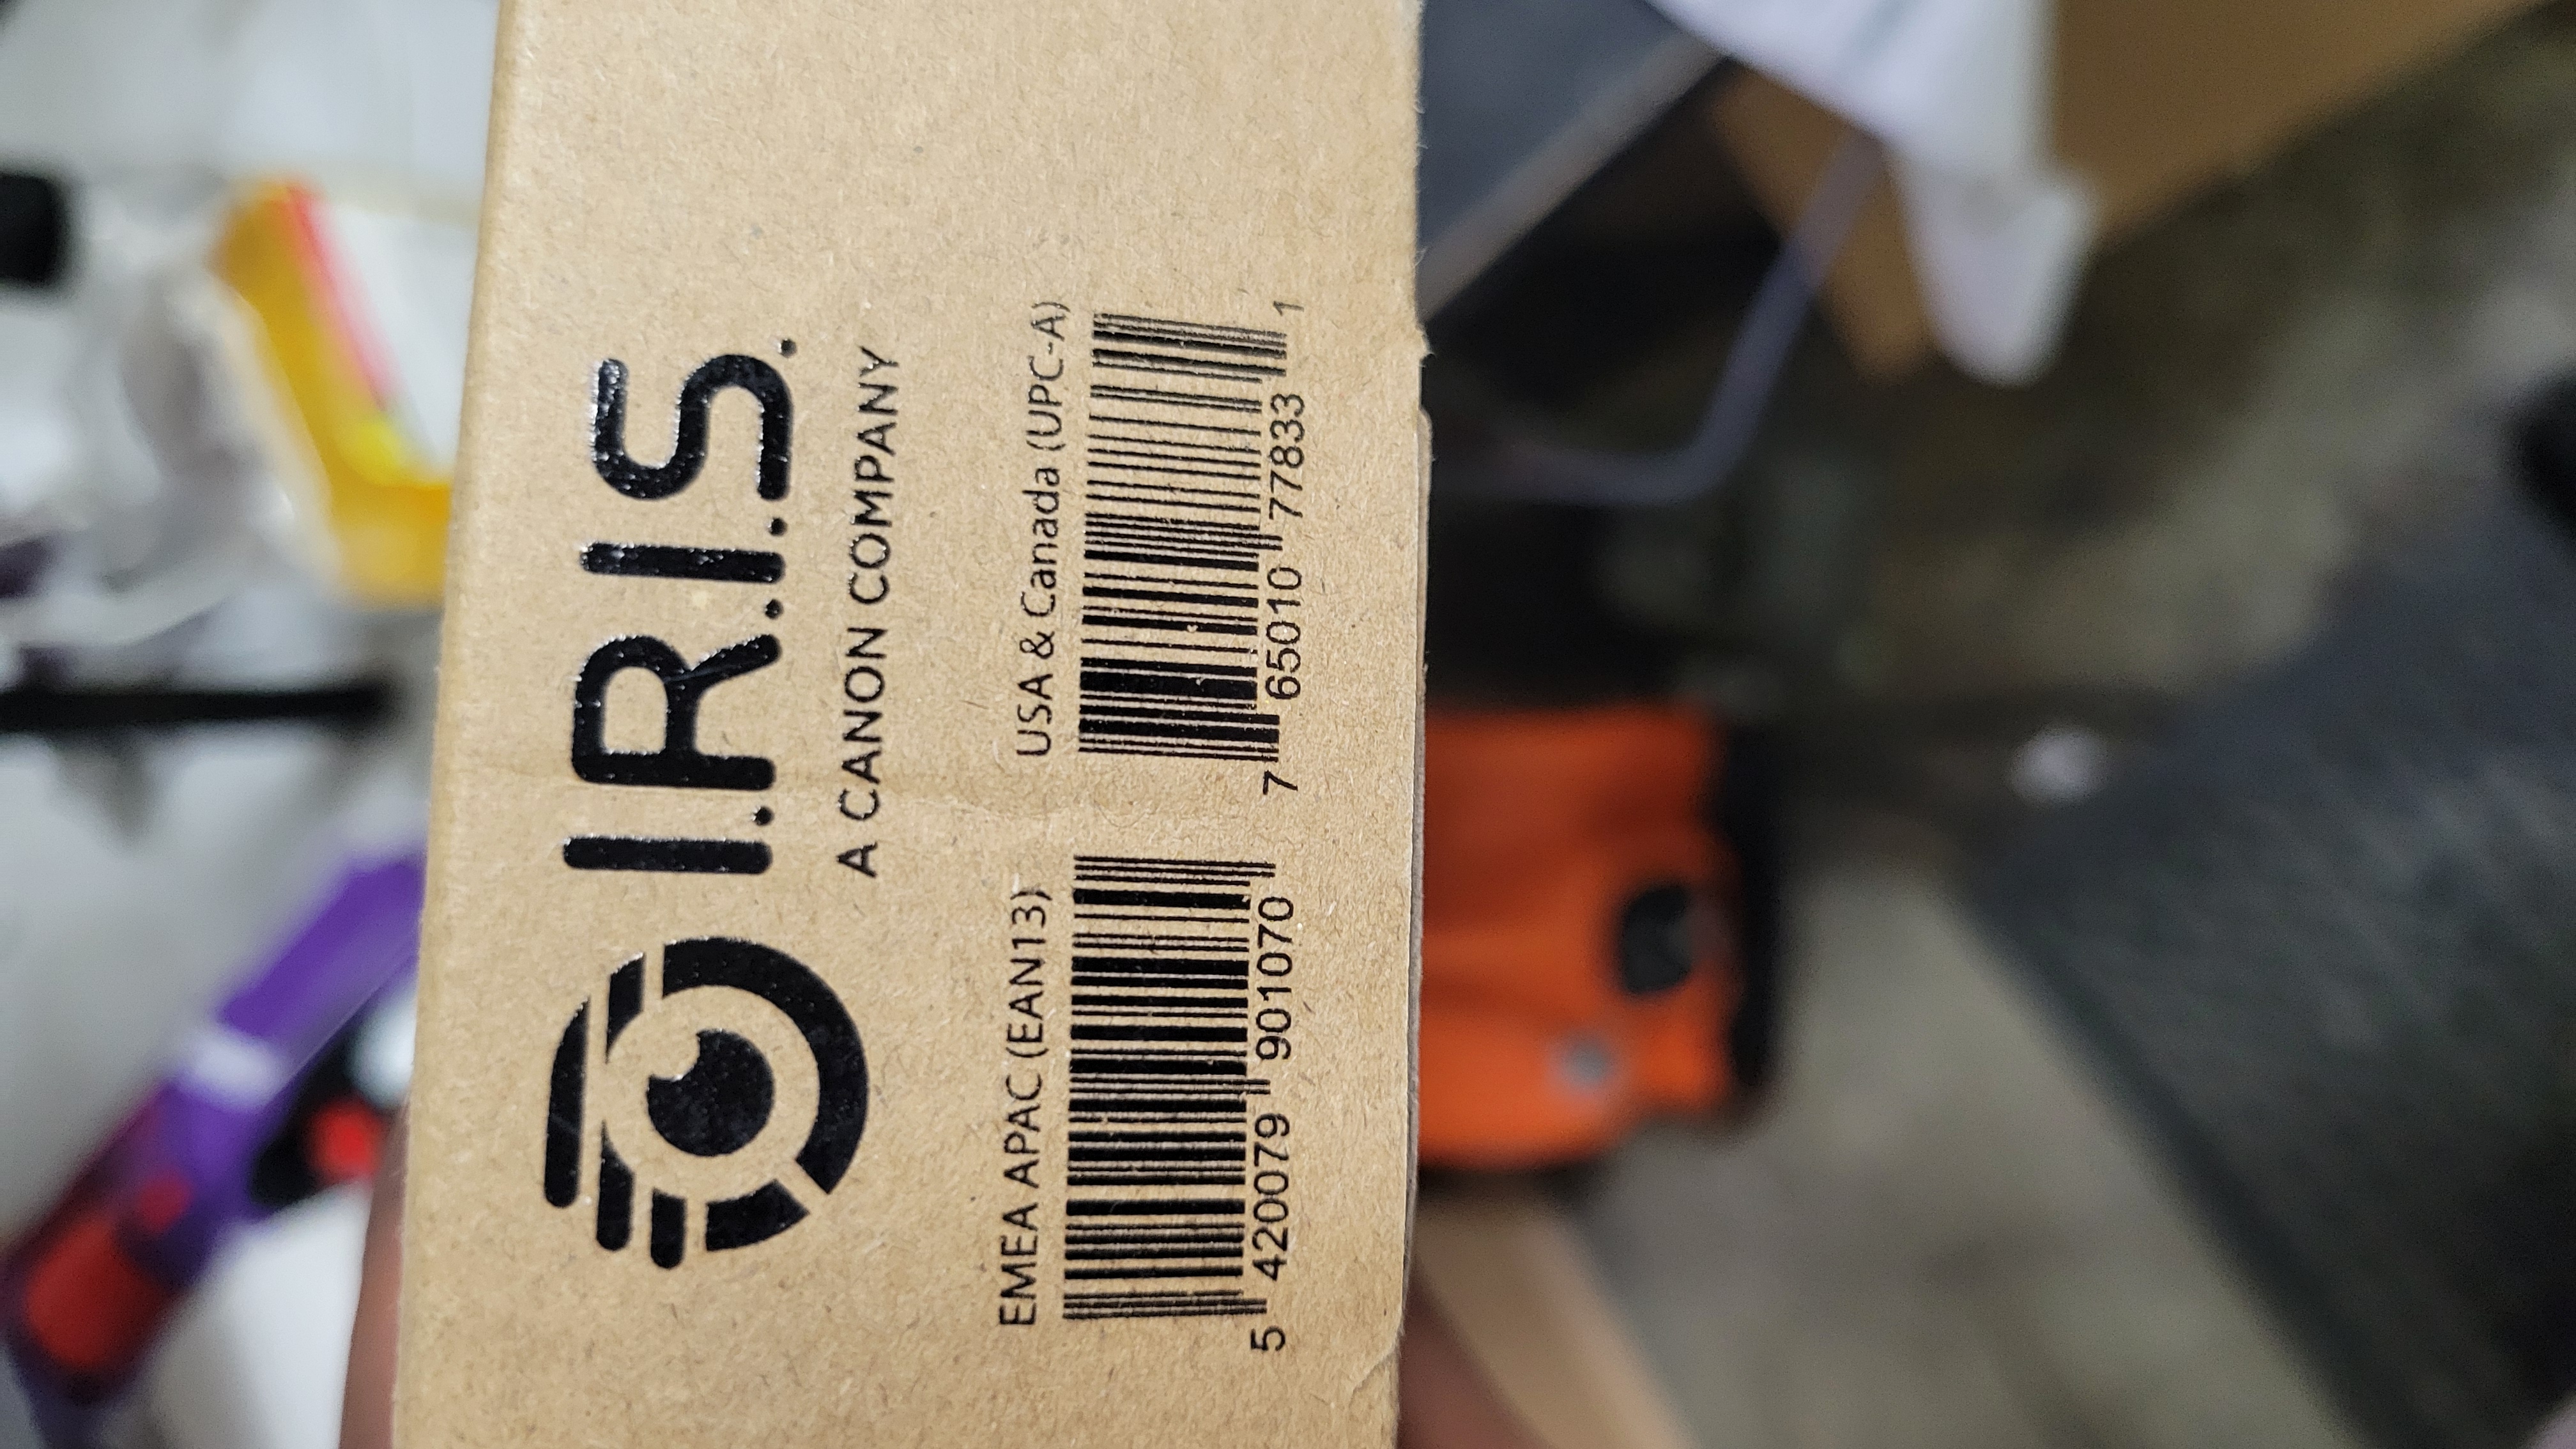 I.R.I.S.
A CANON COMPANY
EMEA APAC (EAN13)
5 420079 901070
USA & Canada (UPC-A)
7 65010 77833 1